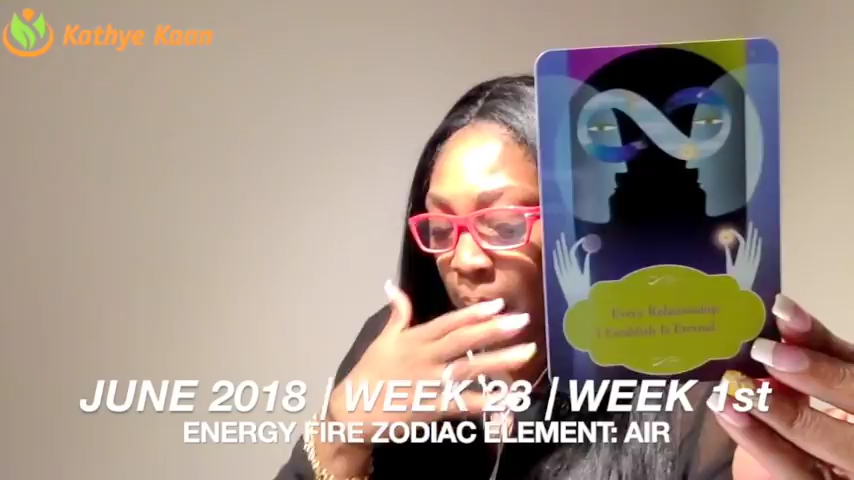 Kathye Kaan
Every Relationship
I Establish Is Eternal
JUNE 2018 | WEEK 23 | WEEK 1st
ENERGY FIRE ZODIAC ELEMENT: AIR